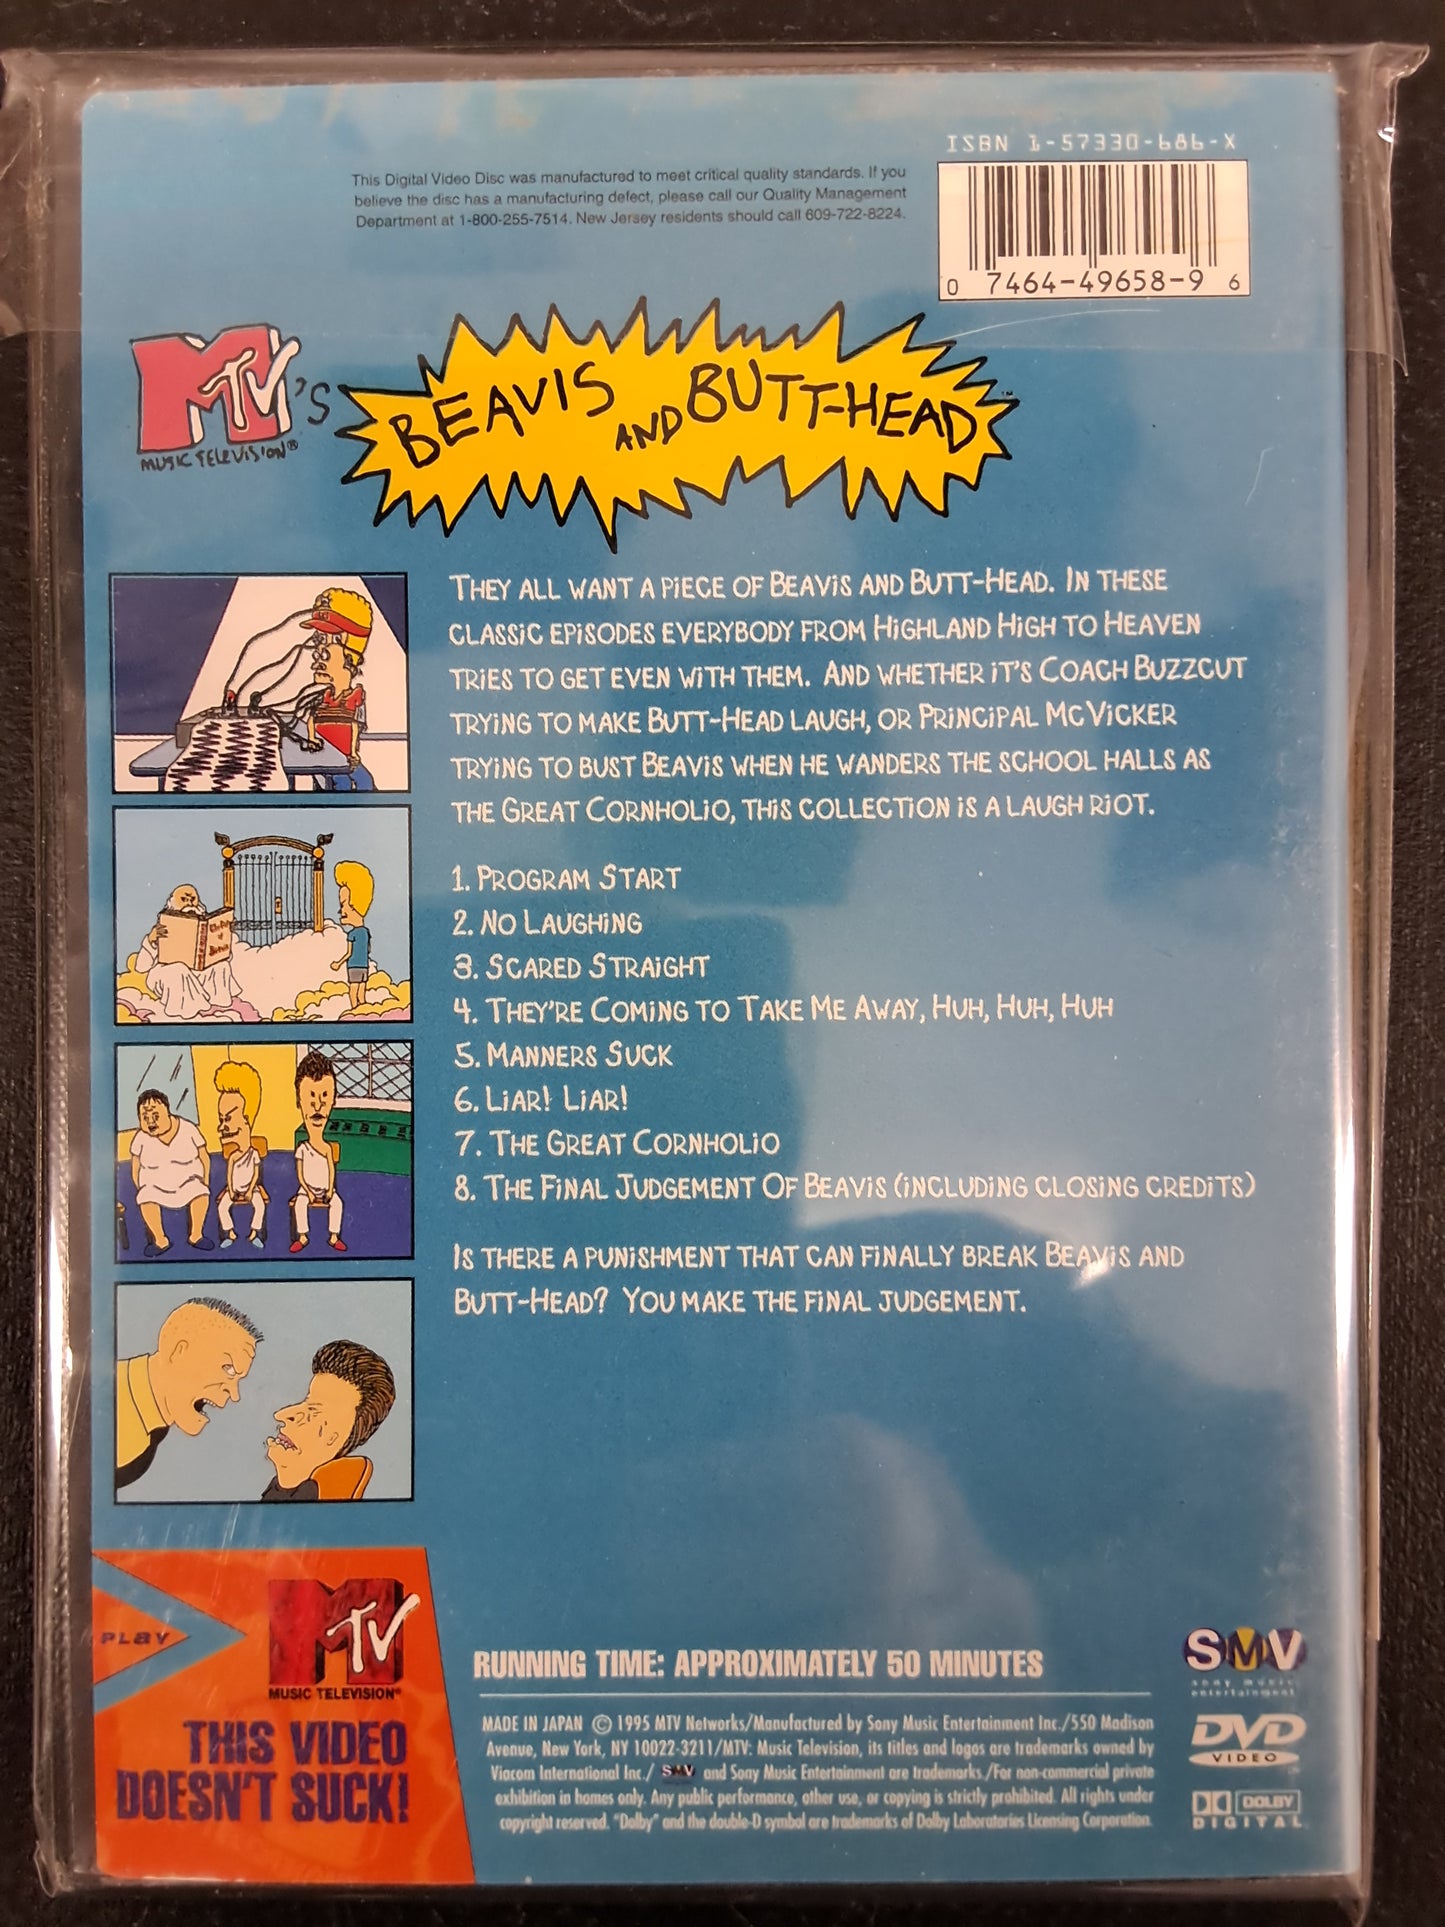 ISBN 1-57330-686-X
This Digital Video Disc was manufactured to meet critical quality standards. If you
believe the disc has a manufacturing defect, please call our Quality Management
Department at 1-800-255-7514. New Jersey residents should call 609-722-8224.
0 7464-49658-9 6
MTV's
MUSIC TELEVISION®
BEAVIS AND BUTT-HEAD™
THEY ALL WANT A PIECE OF BEAVIS AND BUTT-HEAD. IN THESE
CLASSIC EPISODES EVERYBODY FROM HIGHLAND HIGH TO HEAVEN
TRIES TO GET EVEN WITH THEM. AND WHETHER IT'S COACH BUZZCUT
TRYING TO MAKE BUTT-HEAD LAUGH, OR PRINCIPAL MCVICKER
TRYING TO BUST BEAVIS WHEN HE WANDERS THE SCHOOL HALLS AS
THE GREAT CORNHOLIO, THIS COLLECTION IS A LAUGH RIOT.
1. PROGRAM START
2. NO LAUGHING
3. SCARED STRAIGHT
4. THEY'RE COMING TO TAKE ME AWAY, HUH, HUH, HUH
5. MANNERS SUCK
6. LIAR! LIAR!
7. THE GREAT CORNHOLIO
8. THE FINAL JUDGEMENT OF BEAVIS (INCLUDING CLOSING CREDITS)
IS THERE A PUNISHMENT THAT CAN FINALLY BREAK BEAVIS AND
BUTT-HEAD? YOU MAKE THE FINAL JUDGEMENT.
PLAY
MTV
MUSIC TELEVISION®
THIS VIDEO
DOESN'T SUCK!
RUNNING TIME: APPROXIMATELY 50 MINUTES
MADE IN JAPAN © 1995 MTV Networks/Manufactured by Sony Music Entertainment Inc./550 Madison
Avenue, New York, NY 10022-3211/MTV: Music Television, its titles and logos are trademarks owned by
Viacom International Inc./ SMV and Sony Music Entertainment are trademarks./For non-commercial private
exhibition in homes only. Any public performance, other use, or copying is strictly prohibited. All rights under
copyright reserved. "Dolby" and the double-D symbol are trademarks of Dolby Laboratories Licensing Corporation.
SMV
sony music
entertainment
DVD
VIDEO
DOLBY
DIGITAL